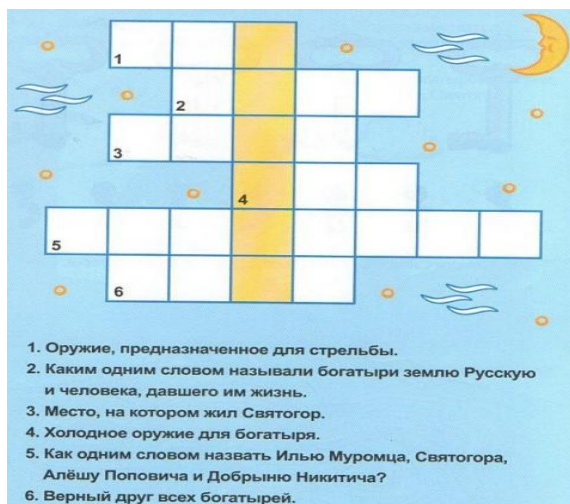 1
2
3
4
5
6
1. Оружие, предназначенное для стрельбы.
2. Каким одним словом называли богатыри землю Русскую
и человека, давшего им жизнь.
3. Место, на котором жил Святогор.
4. Холодное оружие для богатыря.
5. Как одним словом назвать Илью Муромца, Святогора,
Алёшу Поповича и Добрыню Никитича?
6. Верный друг всех богатырей.